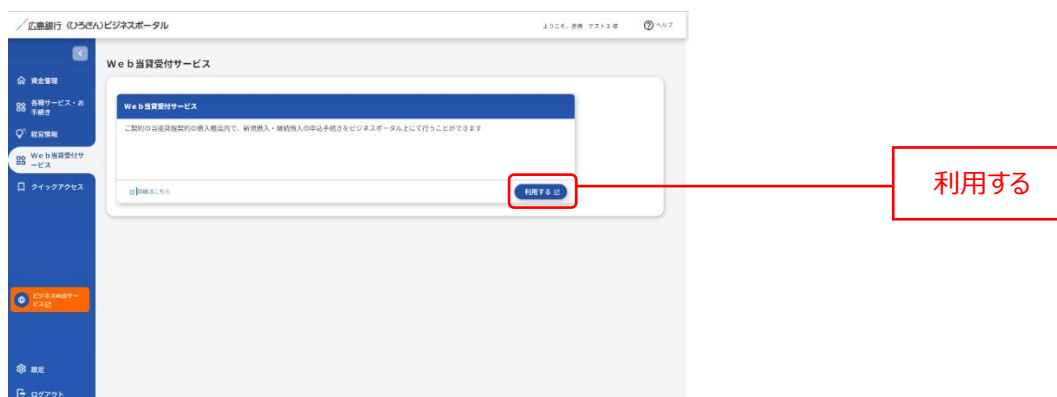 広島銀行 〈ひろぎん〉ビジネスポータル
ようこそ、連携 テスト2 様
ヘルプ
Web当貸受付サービス
資金管理
各種サービス・お
手続き
経営情報
Web当貸受付サ
ービス
クイックアクセス
Web当貸受付サービス
ご契約の当座貸越契約の借入極度内で、新規借入・継続借入の申込手続きをビジネスポータル上にて行うことができます
詳細はこちら
利用する
利用する
ビジネスWebサー
ビス
設定
ログアウト